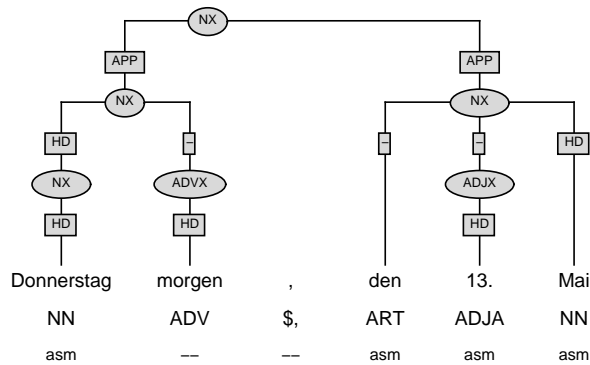 NX
APP APP
NX NX
HD – – – HD
NX ADVX ADJX
HD HD HD
Donnerstag morgen , den 13. Mai
NN ADV $, ART ADJA NN
asm –– –– asm asm asm